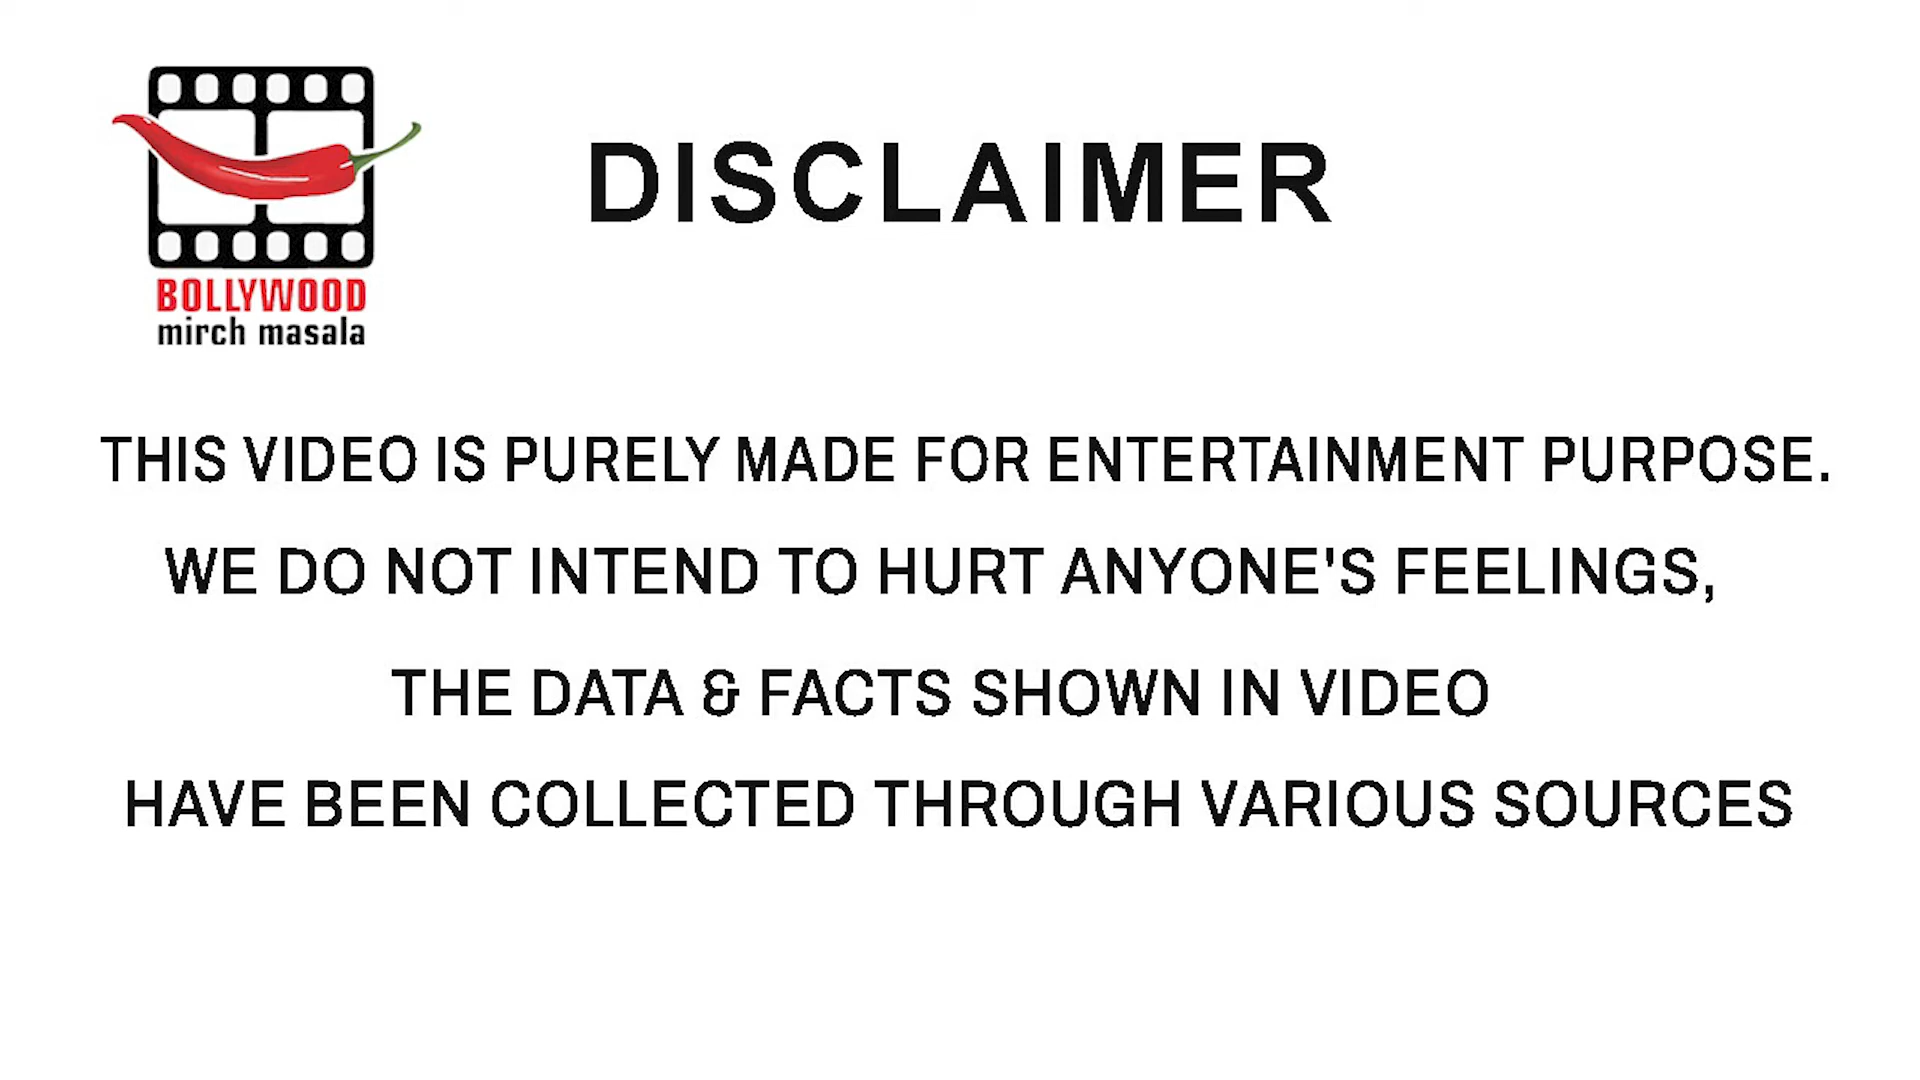 BOLLYWOOD
mirch masala
DISCLAIMER
THIS VIDEO IS PURELY MADE FOR ENTERTAINMENT PURPOSE.
WE DO NOT INTEND TO HURT ANYONE'S FEELINGS,
THE DATA & FACTS SHOWN IN VIDEO
HAVE BEEN COLLECTED THROUGH VARIOUS SOURCES